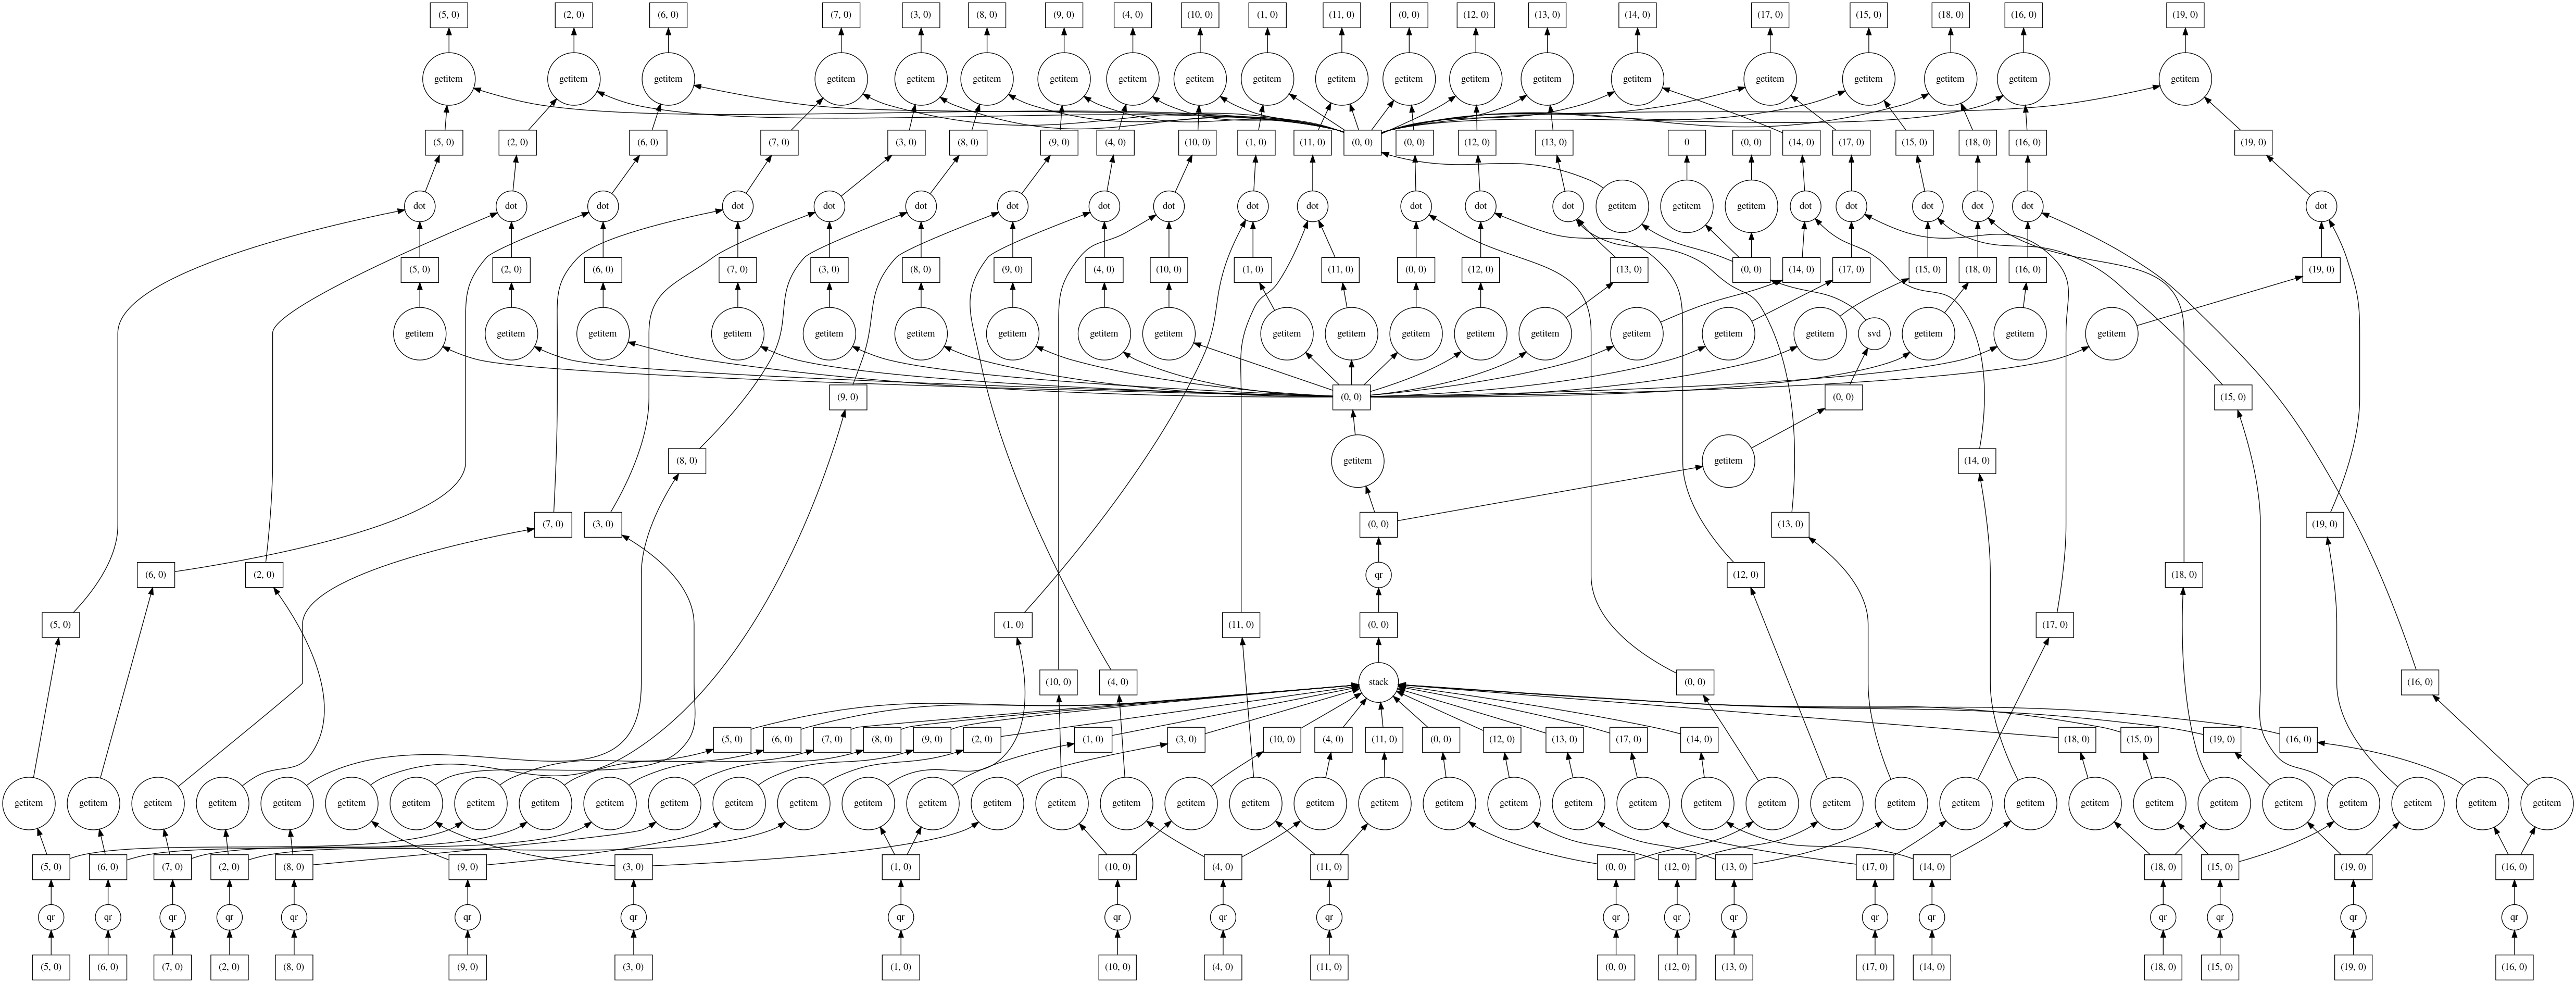 (5, 0) (2, 0) (6, 0) (7, 0) (3, 0) (8, 0) (9, 0) (4, 0) (10, 0) (1, 0) (11, 0) (0, 0) (12, 0) (13, 0) (14, 0) (17, 0) (15, 0) (18, 0) (16, 0) (19, 0)
getitem getitem getitem getitem getitem getitem getitem getitem getitem getitem getitem getitem getitem getitem getitem getitem getitem getitem getitem getitem
(5, 0) (2, 0) (6, 0) (7, 0) (3, 0) (8, 0) (9, 0) (4, 0) (10, 0) (1, 0) (11, 0) (0, 0) (0, 0) (12, 0) (13, 0) 0 (0, 0) (14, 0) (17, 0) (15, 0) (18, 0) (16, 0) (19, 0)
dot dot dot dot dot dot dot dot dot dot dot dot dot dot getitem getitem getitem dot dot dot dot dot dot
(5, 0) (2, 0) (6, 0) (7, 0) (3, 0) (8, 0) (9, 0) (4, 0) (10, 0) (1, 0) (11, 0) (0, 0) (12, 0) (13, 0) (0, 0) (14, 0) (17, 0) (15, 0) (18, 0) (16, 0) (19, 0)
getitem getitem getitem getitem getitem getitem getitem getitem getitem getitem getitem getitem getitem getitem getitem getitem getitem svd getitem getitem getitem
(9, 0) (0, 0) (0, 0) (15, 0)
(8, 0) getitem getitem (14, 0)
(7, 0) (3, 0) (0, 0) (13, 0) (19, 0)
(6, 0) (2, 0) qr (12, 0) (18, 0)
(5, 0) (1, 0) (11, 0) (0, 0) (17, 0)
(10, 0) (4, 0) stack (0, 0) (16, 0)
(5, 0) (6, 0) (7, 0) (8, 0) (9, 0) (2, 0) (1, 0) (3, 0) (10, 0) (4, 0) (11, 0) (0, 0) (12, 0) (13, 0) (17, 0) (14, 0) (18, 0) (15, 0) (19, 0) (16, 0)
getitem getitem getitem getitem getitem getitem getitem getitem getitem getitem getitem getitem getitem getitem getitem getitem getitem getitem getitem getitem getitem getitem getitem getitem getitem getitem getitem getitem getitem getitem getitem getitem getitem getitem getitem getitem getitem getitem getitem getitem
(5, 0) (6, 0) (7, 0) (2, 0) (8, 0) (9, 0) (3, 0) (1, 0) (10, 0) (4, 0) (11, 0) (0, 0) (12, 0) (13, 0) (17, 0) (14, 0) (18, 0) (15, 0) (19, 0) (16, 0)
qr qr qr qr qr qr qr qr qr qr qr qr qr qr qr qr qr qr qr qr
(5, 0) (6, 0) (7, 0) (2, 0) (8, 0) (9, 0) (3, 0) (1, 0) (10, 0) (4, 0) (11, 0) (0, 0) (12, 0) (13, 0) (17, 0) (14, 0) (18, 0) (15, 0) (19, 0) (16, 0)